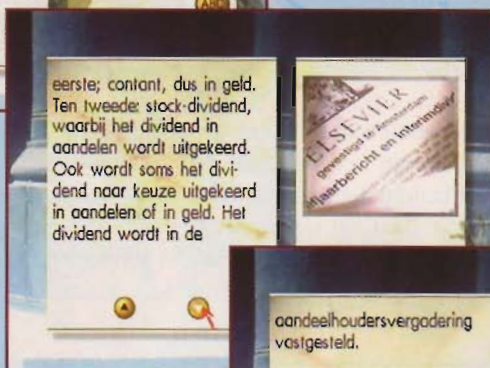 (ABCD)
eerste; contant, dus in geld.
Ten tweede: stock-dividend,
waarbij het dividend in
aandelen wordt uitgekeerd.
Ook wordt soms het divi-
dend naar keuze uitgekeerd
in aandelen of in geld. Het
dividend wordt in de
ELSEVIER
gevestigd te Amsterdam
jaarbericht en interimdivi
aandeelhoudersvergadering
vastgesteld.